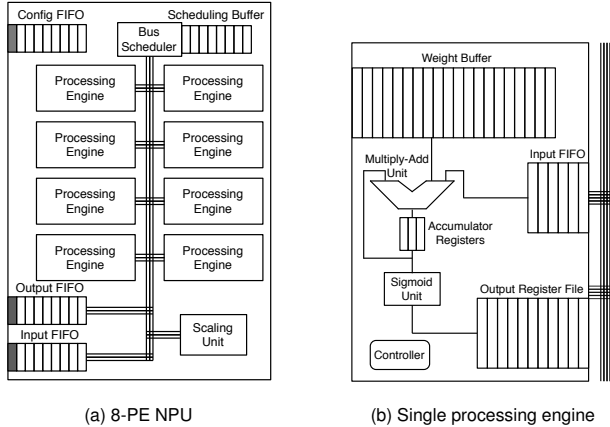 Config FIFO
Bus
Scheduler
Scheduling Buffer
Processing
Engine
Processing
Engine
Processing
Engine
Processing
Engine
Processing
Engine
Processing
Engine
Processing
Engine
Processing
Engine
Output FIFO
Input FIFO
Scaling
Unit
(a) 8-PE NPU
Weight Buffer
Multiply-Add
Unit
Input FIFO
Accumulator
Registers
Sigmoid
Unit
Output Register File
Controller
(b) Single processing engine